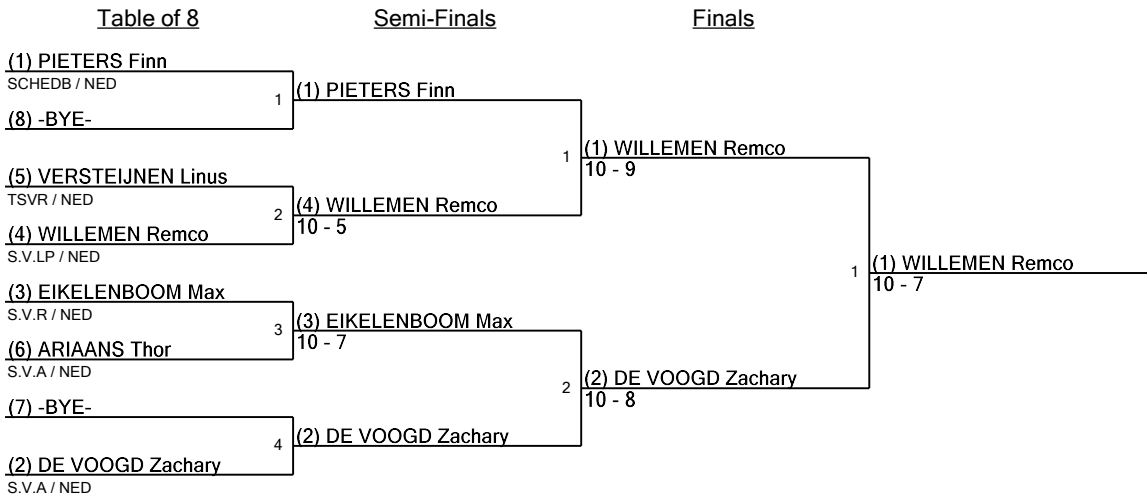 Table of 8
Semi-Finals
Finals
(1) PIETERS Finn
SCHEDB / NED
1
(1) PIETERS Finn
(8) -BYE-
1
(1) WILLEMEN Remco
10 - 9
(5) VERSTEIJNEN Linus
TSVR / NED
2
(4) WILLEMEN Remco
10 - 5
(4) WILLEMEN Remco
S.V.LP / NED
1
(1) WILLEMEN Remco
10 - 7
(3) EIKELENBOOM Max
S.V.R / NED
3
(3) EIKELENBOOM Max
10 - 7
(6) ARIAANS Thor
S.V.A / NED
2
(2) DE VOOGD Zachary
10 - 8
(7) -BYE-
4
(2) DE VOOGD Zachary
(2) DE VOOGD Zachary
S.V.A / NED